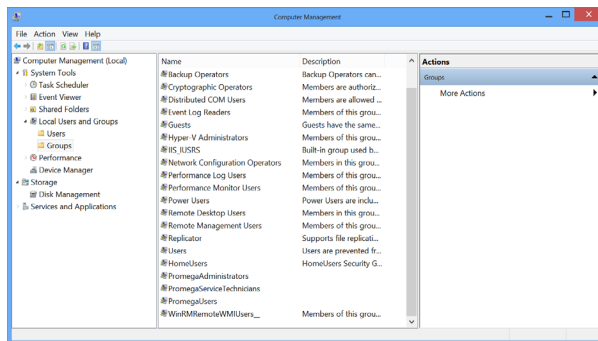 Computer Management
File Action View Help
Computer Management (Local)
System Tools
Task Scheduler
Event Viewer
Shared Folders
Local Users and Groups
Users
Groups
Performance
Device Manager
Storage
Disk Management
Services and Applications
Name Description
Backup Operators Backup Operators can...
Cryptographic Operators Members are authoriz...
Distributed COM Users Members are allowed ...
Event Log Readers Members of this grou...
Guests Guests have the same...
Hyper-V Administrators Members of this grou...
IIS_IUSRS Built-in group used b...
Network Configuration Operators Members in this grou...
Performance Log Users Members of this grou...
Performance Monitor Users Members of this grou...
Power Users Power Users are inclu...
Remote Desktop Users Members in this grou...
Remote Management Users Members of this grou...
Replicator Supports file replicati...
Users Users are prevented fr...
HomeUsers HomeUsers Security G...
PromegaAdministrators
PromegaServiceTechnicians
PromegaUsers
WinRMRemoteWMIUsers__ Members of this grou...
Actions
Groups
More Actions